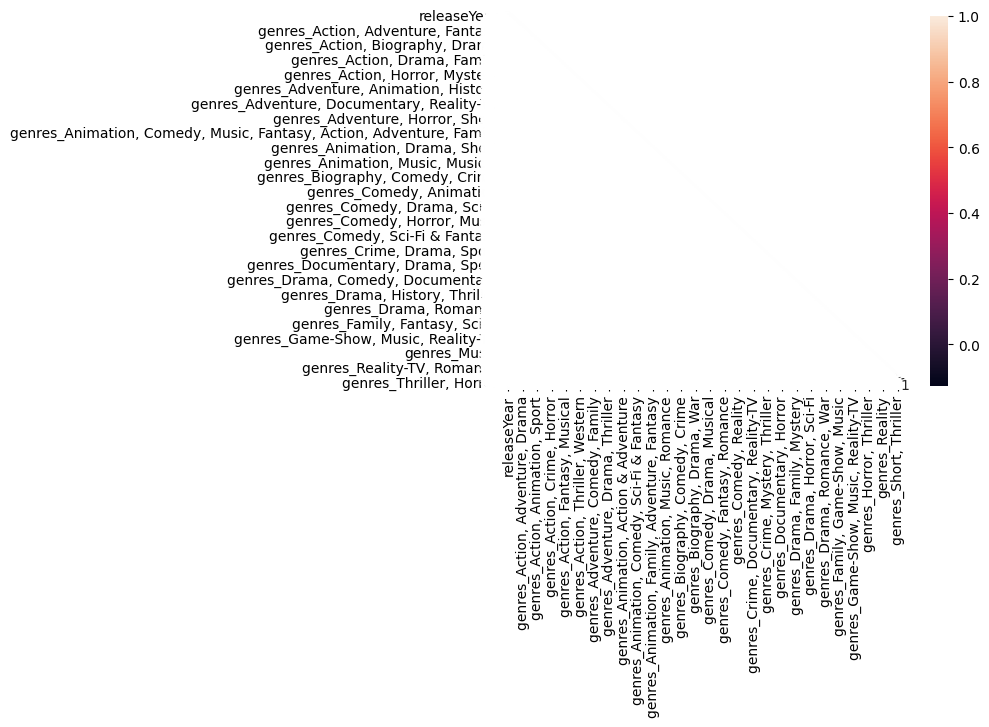 releaseYe
genres_Action, Adventure, Fanta
genres_Action, Biography, Drar
genres_Action, Drama, Fam
genres_Action, Horror, Myste
genres_Adventure, Animation, Histo
genres_Adventure, Documentary, Reality-
genres_Adventure, Horror, Sho
genres_Animation, Comedy, Music, Fantasy, Action, Adventure, Fam
genres_Animation, Drama, Sho
genres_Animation, Music, Music
genres_Biography, Comedy, Crin
genres_Comedy, Animati
genres_Comedy, Drama, Sci
genres_Comedy, Horror, Mu
genres_Comedy, Sci-Fi & Fanta
genres_Crime, Drama, Spo
genres_Documentary, Drama, Spo
genres_Drama, Comedy, Documenta
genres_Drama, History, Thril
genres_Drama, Roman
genres_Family, Fantasy, Sci
genres_Game-Show, Music, Reality-
genres_Mus
genres_Reality-TV, Roman
genres_Thriller, Hor
1
1.0
0.8
0.6
0.4
0.2
0.0
releaseYear
genres_Action, Adventure, Drama
genres_Action, Animation, Sport
genres_Action, Crime, Horror
genres_Action, Fantasy, Musical
genres_Action, Thriller, Western
genres_Adventure, Comedy, Family
genres_Adventure, Drama, Thriller
genres_Animation, Action & Adventure
genres_Animation, Comedy, Sci-Fi & Fantasy
genres_Animation, Family, Adventure, Fantasy
genres_Animation, Music, Romance
genres_Biography, Comedy, Crime
genres_Biography, Drama, War
genres_Comedy, Drama, Musical
genres_Comedy, Fantasy, Romance
genres_Comedy, Reality
genres_Crime, Documentary, Reality-TV
genres_Crime, Mystery, Thriller
genres_Documentary, Horror
genres_Drama, Family, Mystery
genres_Drama, Horror, Sci-Fi
genres_Drama, Romance, War
genres_Family, Game-Show, Music
genres_Game-Show, Music, Reality-TV
genres_Horror, Thriller
genres_Reality
genres_Short, Thriller